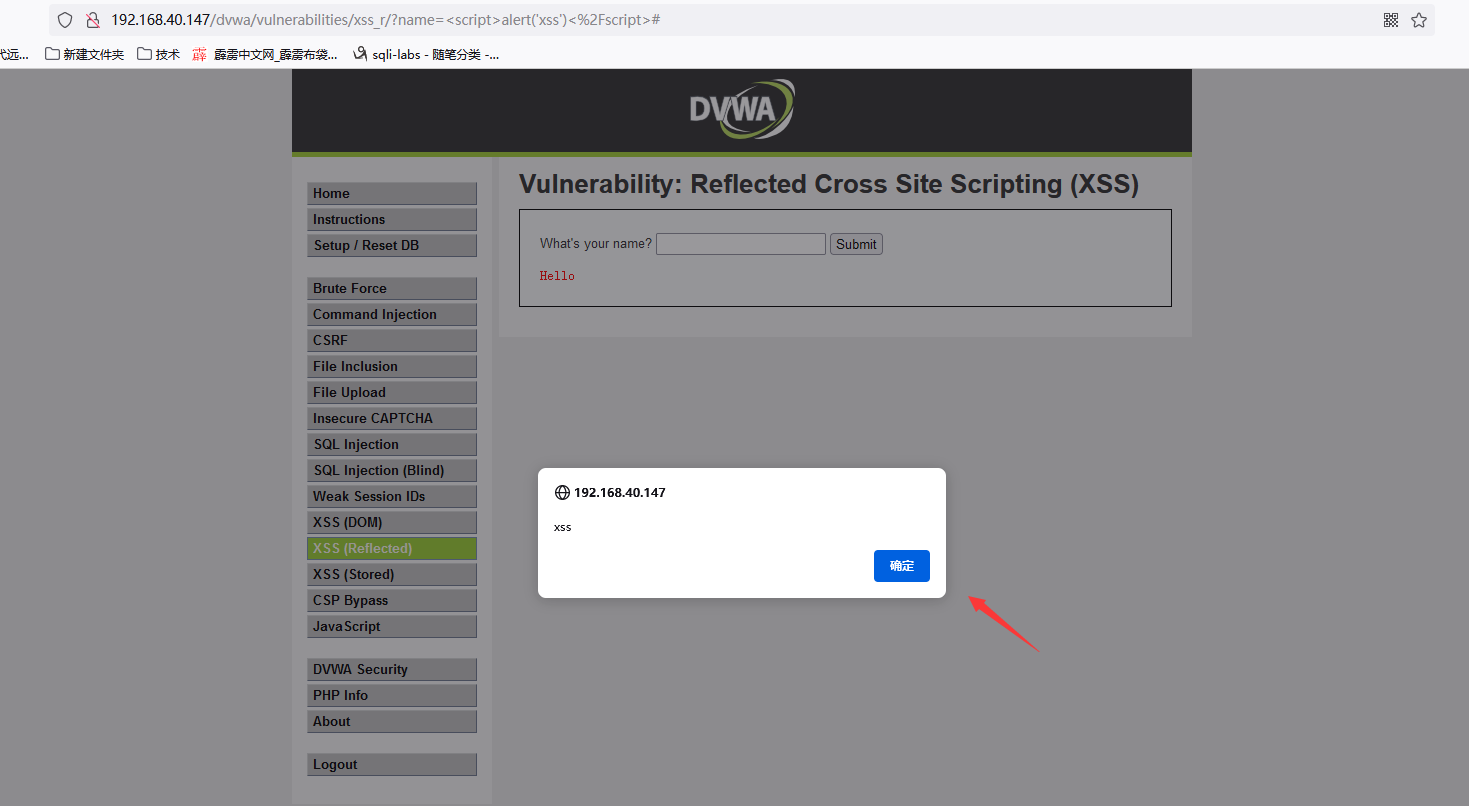 192.168.40.147/dvwa/vulnerabilities/xss_r/?name=<script>alert('xss')<%2Fscript>#
代远... 新建文件夹 技术 霹 霹雳中文网_霹雳布袋... sqli-labs - 随笔分类 -...
DVWA
Home
Instructions
Setup / Reset DB
Brute Force
Command Injection
CSRF
File Inclusion
File Upload
Insecure CAPTCHA
SQL Injection
SQL Injection (Blind)
Weak Session IDs
XSS (DOM)
XSS (Reflected)
XSS (Stored)
CSP Bypass
JavaScript
DVWA Security
PHP Info
About
Logout
Vulnerability: Reflected Cross Site Scripting (XSS)
What's your name? Submit
Hello
192.168.40.147
xss
确定